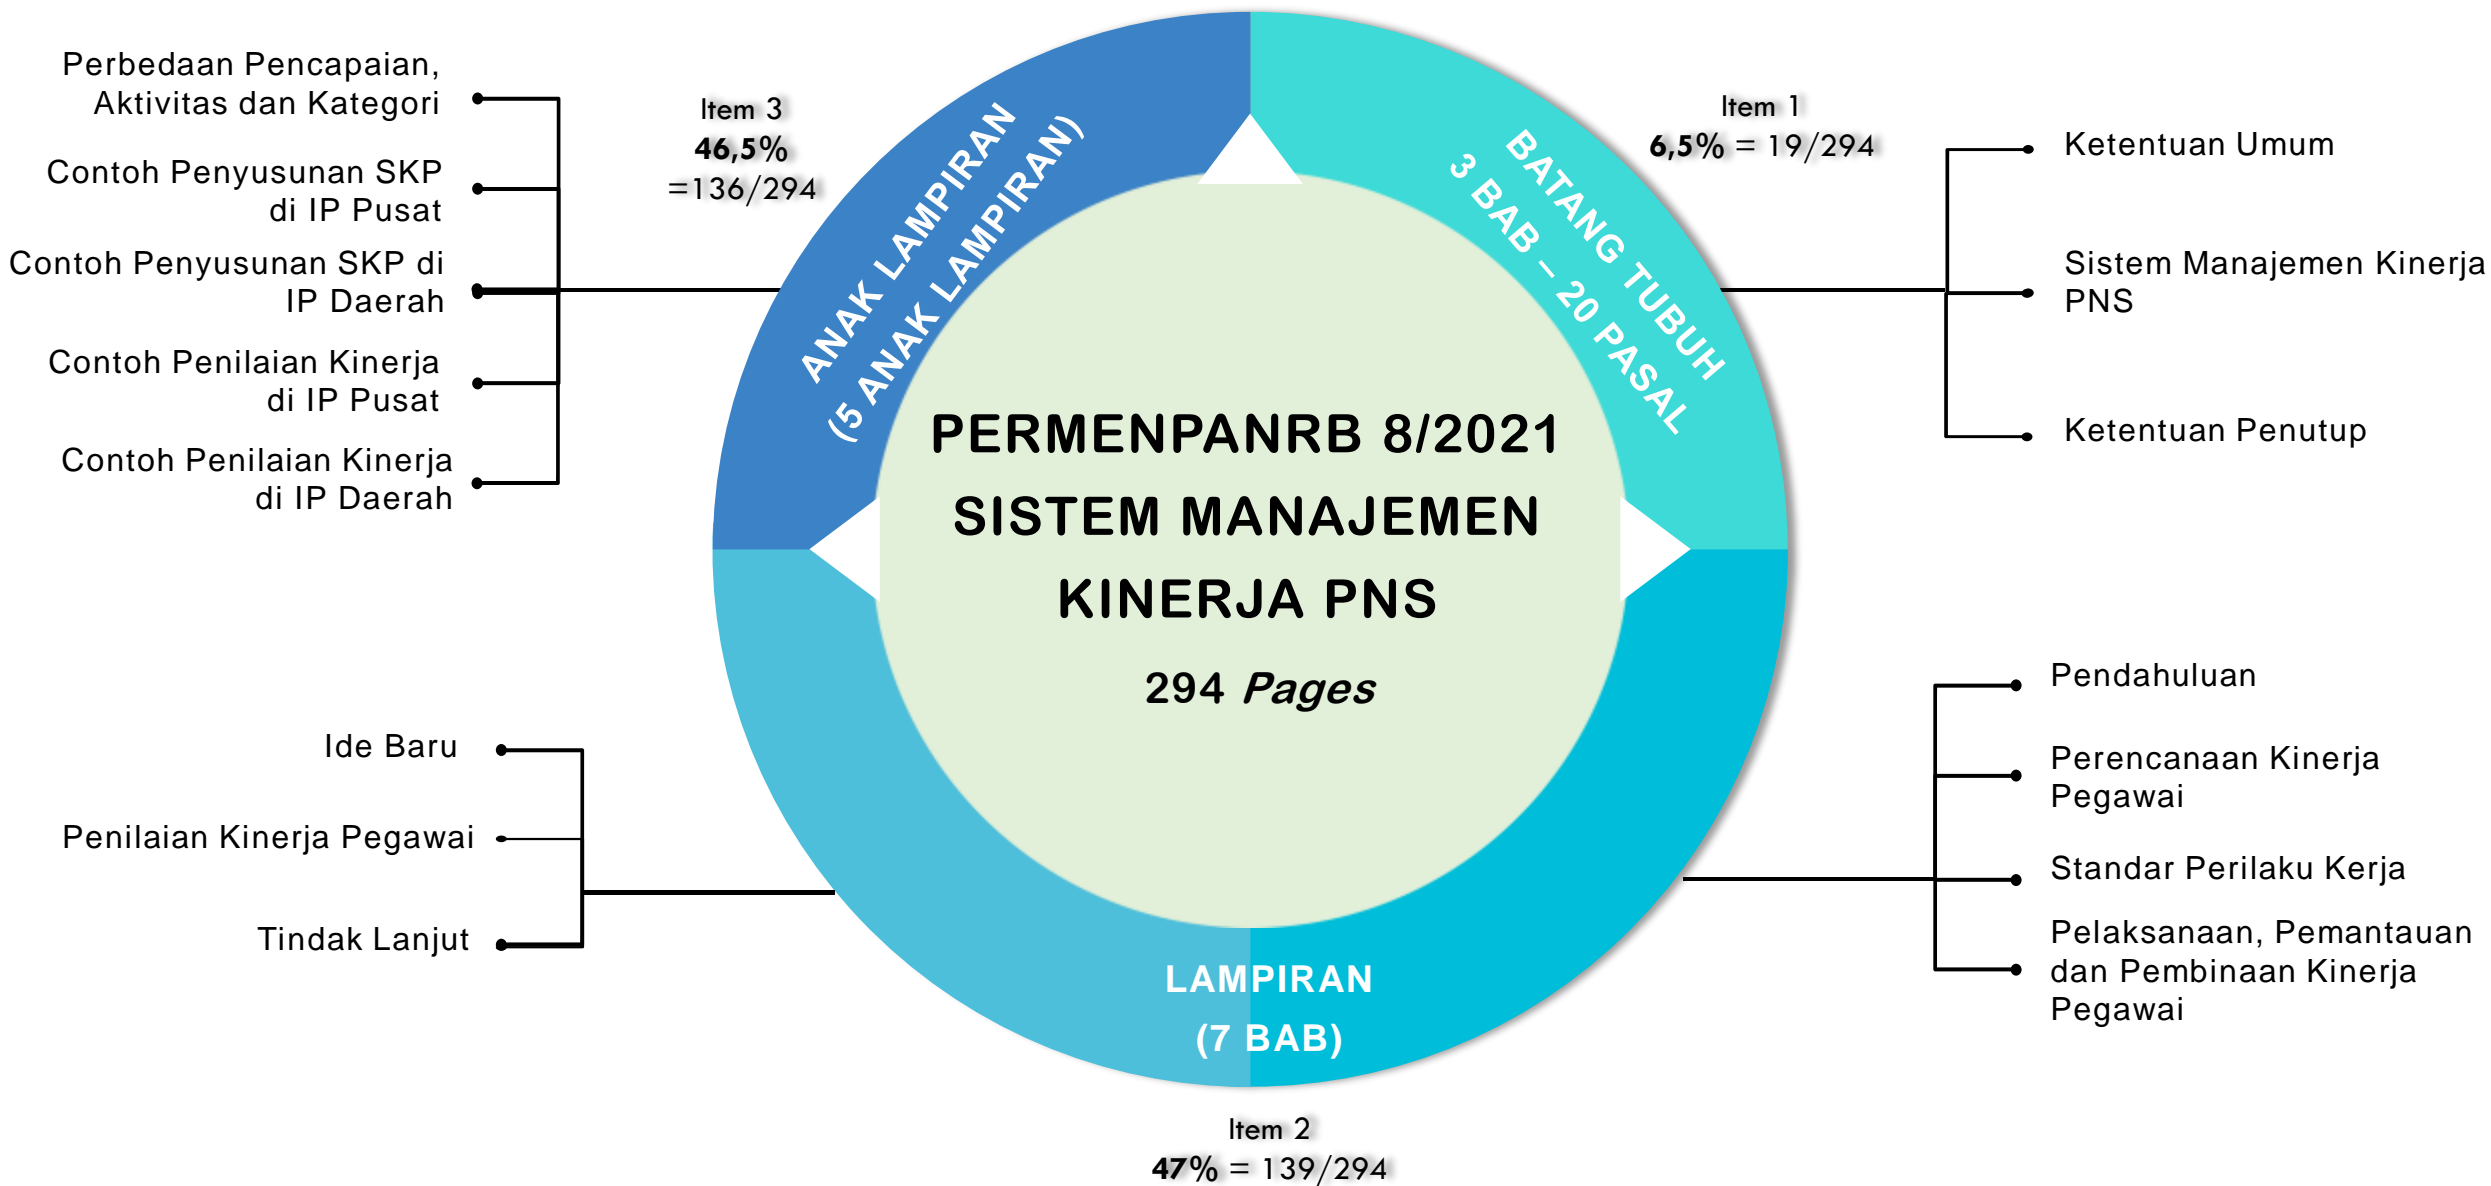 Perbedaan Pencapaian,
Aktivitas dan Kategori
Contoh Penyusunan SKP
di IP Pusat
Contoh Penyusunan SKP di
IP Daerah
Contoh Penilaian Kinerja
di IP Pusat
Contoh Penilaian Kinerja
di IP Daerah
Item 3
46,5%
=136/294
ANAK LAMPIRAN
(5 ANAK LAMPIRAN)
Item 1
6,5% = 19/294
BATANG TUBUH
3 BAB – 20 PASAL
Ketentuan Umum
Sistem Manajemen Kinerja
PNS
Ketentuan Penutup
PERMENPANRB 8/2021
SISTEM MANAJEMEN
KINERJA PNS
294 Pages
Ide Baru
Penilaian Kinerja Pegawai
Tindak Lanjut
Pendahuluan
Perencanaan Kinerja
Pegawai
Standar Perilaku Kerja
Pelaksanaan, Pemantauan
dan Pembinaan Kinerja
Pegawai
LAMPIRAN
(7 BAB)
Item 2
47% = 139/294